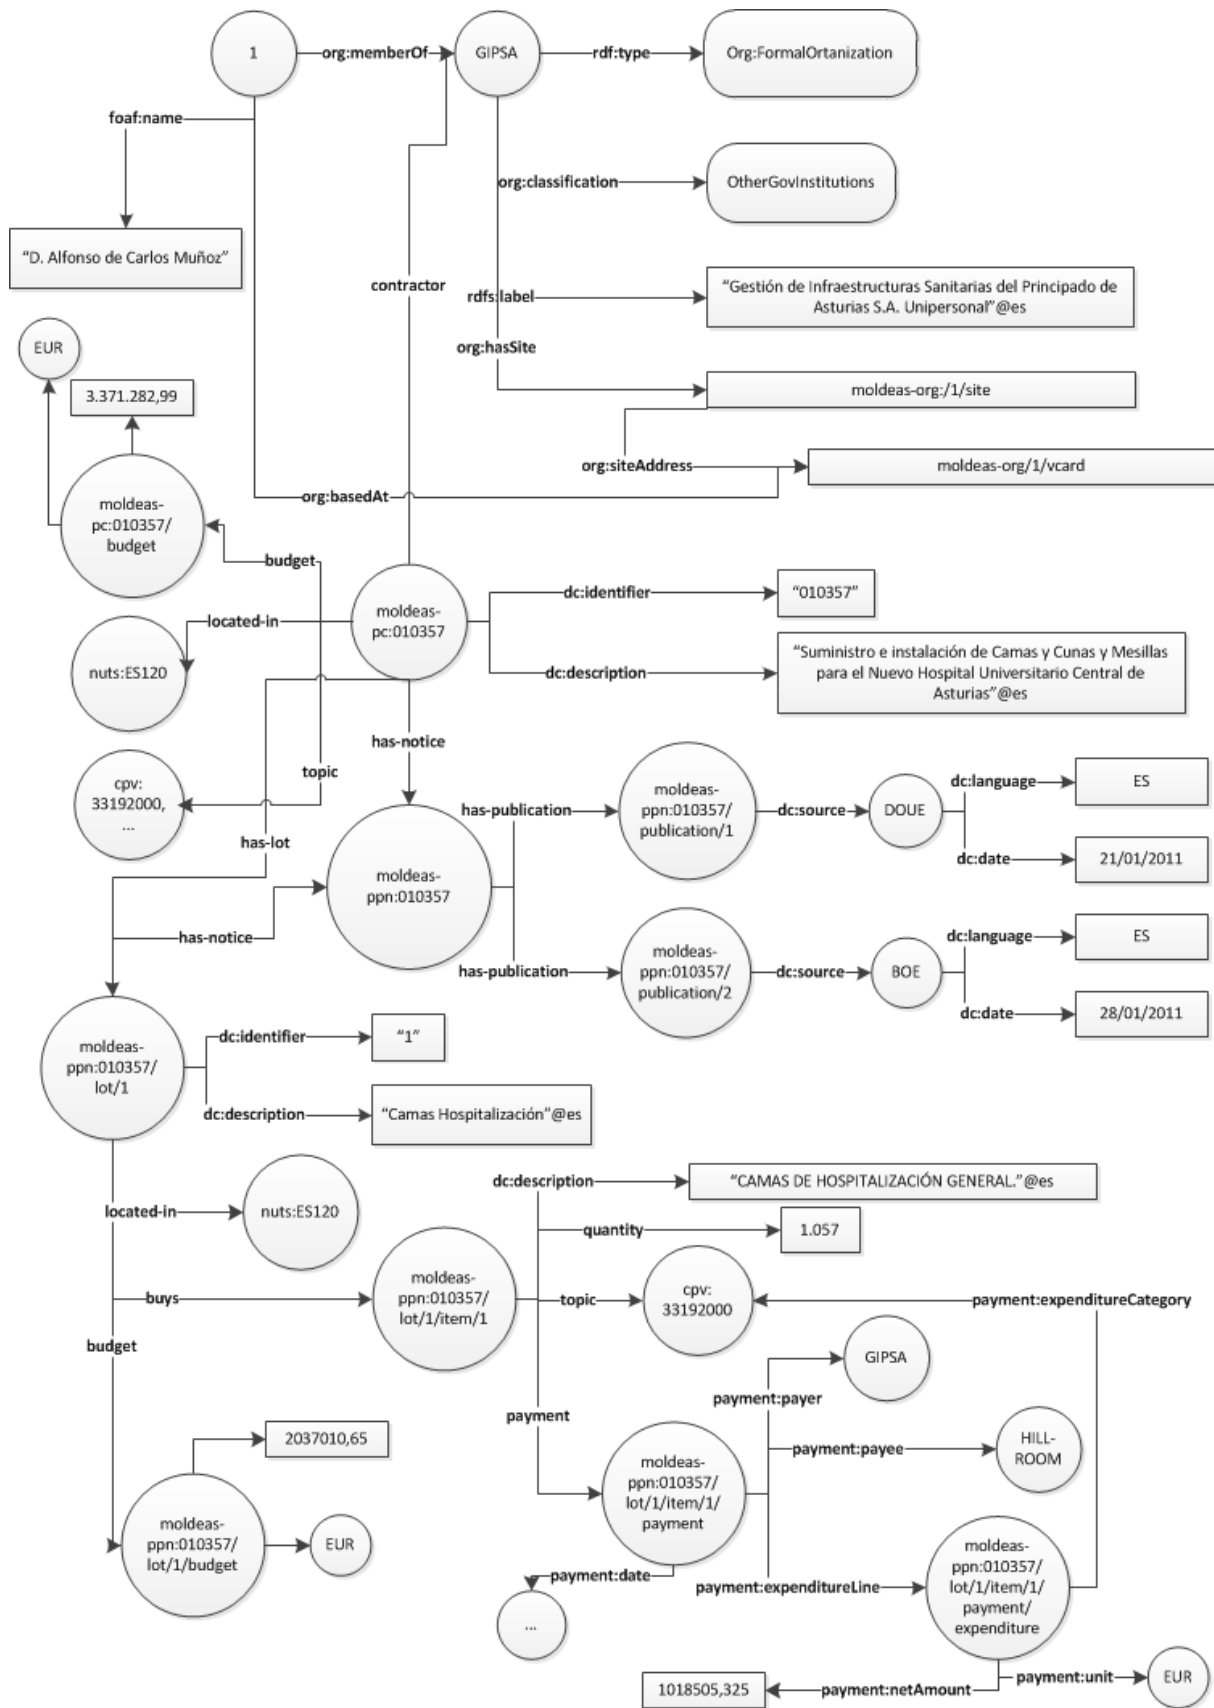 1
org:memberOf
GIPSA
rdf:type
Org:FormalOrtanization
foaf:name
org:classification
OtherGovInstitutions
"D. Alfonso de Carlos Muñoz"
contractor
rdfs:label
"Gestión de Infraestructuras Sanitarias del Principado de
Asturias S.A. Unipersonal"@es
EUR
org:hasSite
3.371.282,99
moldeas-org:/1/site
org:siteAddress
moldeas-org/1/vcard
org:basedAt
moldeas-
pc:010357/
budget
budget
moldeas-
pc:010357
dc:identifier
"010357"
located-in
nuts:ES120
dc:description
"Suministro e instalación de Camas y Cunas y Mesillas
para el Nuevo Hospital Universitario Central de
Asturias"@es
has-notice
topic
cpv:
33192000,
...
has-lot
has-publication
moldeas-
ppn:010357/
publication/1
dc:source
DOUE
dc:language
ES
dc:date
21/01/2011
moldeas-
ppn:010357
has-notice
has-publication
moldeas-
ppn:010357/
publication/2
dc:source
BOE
dc:language
ES
dc:date
28/01/2011
moldeas-
ppn:010357/
lot/1
dc:identifier
"1"
dc:description
"Camas Hospitalización"@es
located-in
nuts:ES120
dc:description
"CAMAS DE HOSPITALIZACIÓN GENERAL."@es
quantity
1.057
buys
moldeas-
ppn:010357/
lot/1/item/1
topic
cpv:
33192000
payment:expenditureCategory
budget
GIPSA
payment:payer
payment
2037010,65
payment:payee
HILL-
ROOM
moldeas-
ppn:010357/
lot/1/item/1/
payment
moldeas-
ppn:010357/
lot/1/budget
EUR
payment:date
...
payment:expenditureLine
moldeas-
ppn:010357/
lot/1/item/1/
payment/
expenditure
1018505,325
payment:netAmount
payment:unit
EUR